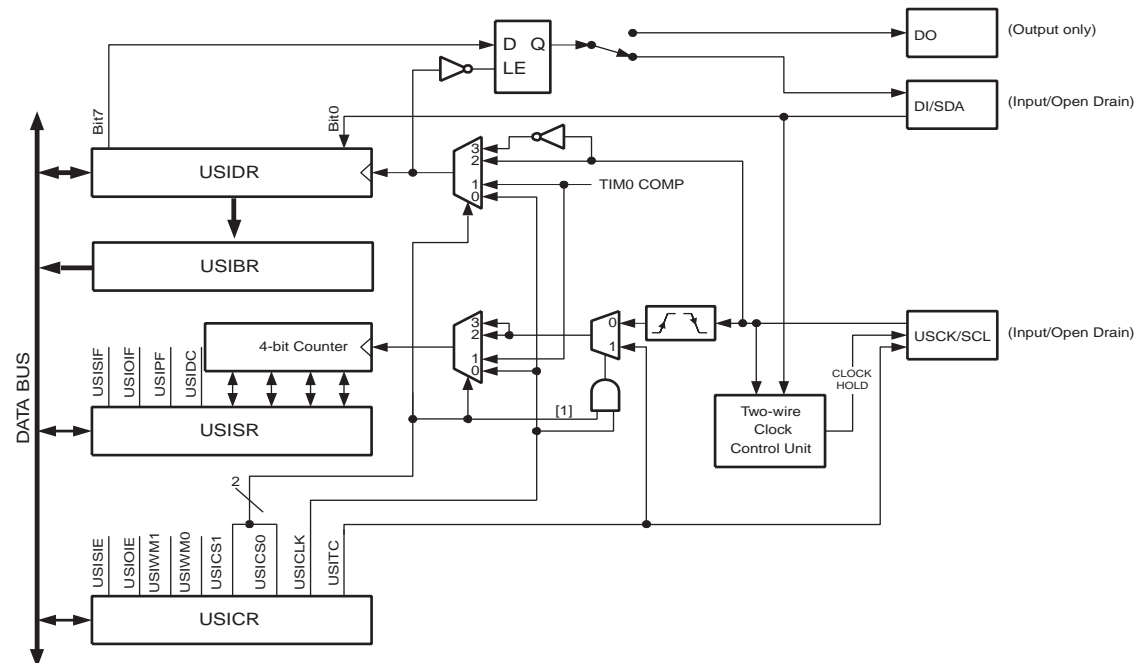 D Q
LE
DO
(Output only)
DI/SDA
(Input/Open Drain)
Bit7
Bit0
3
2
1
0
TIM0 COMP
USIDR
USIBR
DATA BUS
4-bit Counter
3
2
1
0
0
1
USCK/SCL
(Input/Open Drain)
CLOCK
HOLD
USISIF
USIOIF
USIPF
USIDC
[1]
Two-wire
Clock
Control Unit
USISR
2
USISIE
USIOIE
USIWM1
USIWM0
USICS1
USICS0
USICLK
USITC
USICR